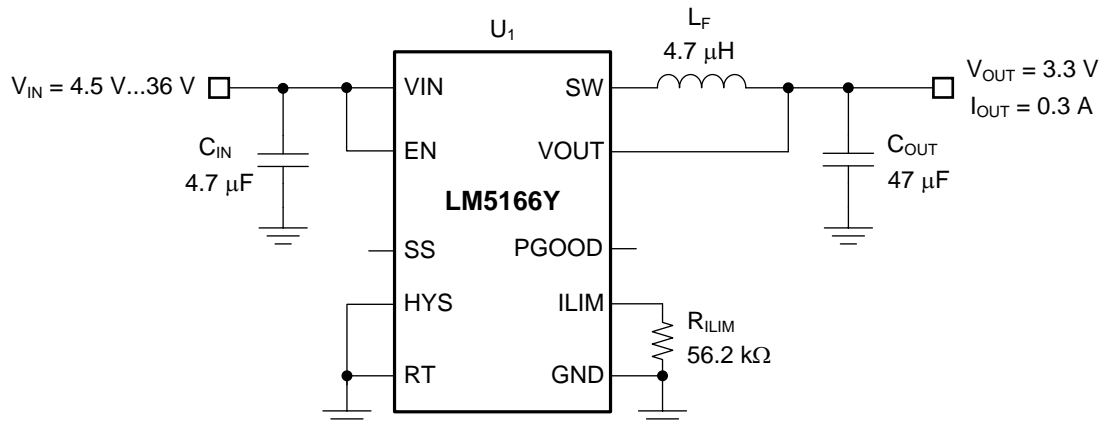 U1
LF
4.7 μH
VIN = 4.5 V...36 V
VIN
SW
VOUT = 3.3 V
IOUT = 0.3 A
CIN
4.7 μF
EN
VOUT
COUT
47 μF
LM5166Y
SS
PGOOD
HYS
ILIM
RILIM
56.2 kΩ
RT
GND